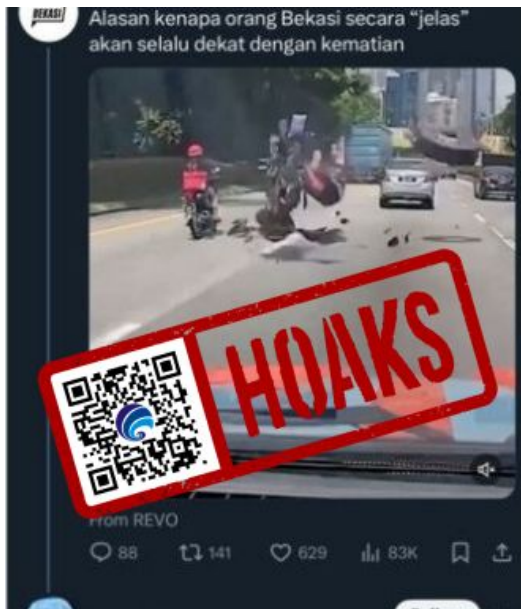 BEKASI
Alasan kenapa orang Bekasi secara “jelas”
akan selalu dekat dengan kematian
HOAKS
From REVO
88 141 629 83K